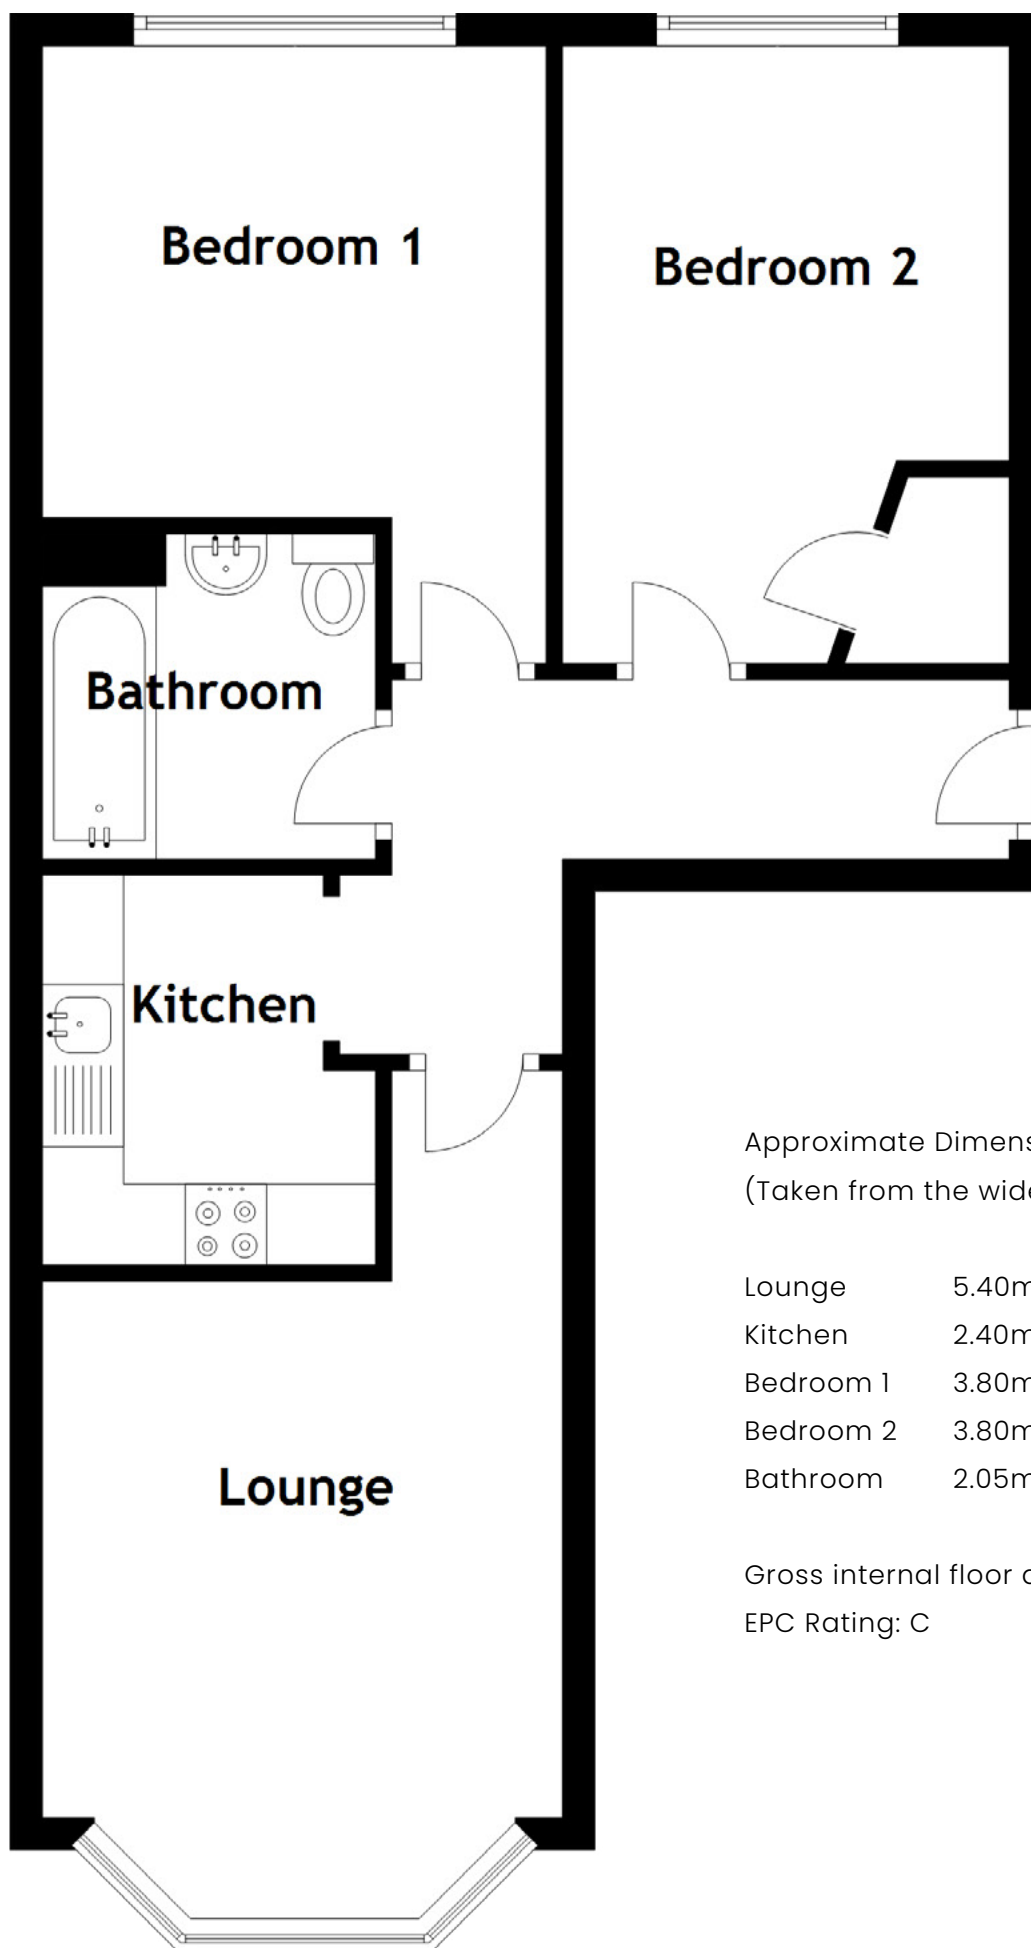 Bedroom 1
Bedroom 2
Bathroom
Kitchen
Lounge
Approximate Dimens
(Taken from the wid
Lounge 5.40m
Kitchen 2.40m
Bedroom 1 3.80m
Bedroom 2 3.80m
Bathroom 2.05m
Gross internal floor
EPC Rating: C